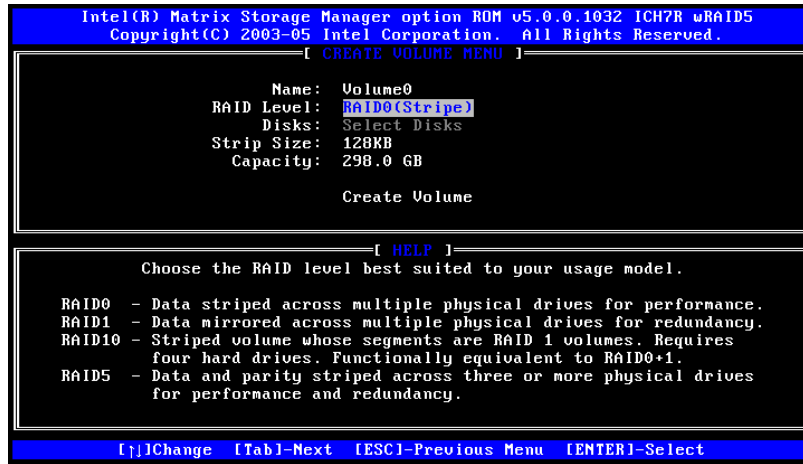 Intel(R) Matrix Storage Manager option ROM v5.0.0.1032 ICH7R wRAID5
Copyright(C) 2003-05 Intel Corporation. All Rights Reserved.
[ CREATE VOLUME MENU ]
Name: Volume0
RAID Level: RAID0(Stripe)
Disks: Select Disks
Strip Size: 128KB
Capacity: 298.0 GB
Create Volume
[ HELP ]
Choose the RAID level best suited to your usage model.
RAID0 - Data striped across multiple physical drives for performance.
RAID1 - Data mirrored across multiple physical drives for redundancy.
RAID10 - Striped volume whose segments are RAID 1 volumes. Requires
four hard drives. Functionally equivalent to RAID0+1.
RAID5 - Data and parity striped across three or more physical drives
for performance and redundancy.
[↑↓]Change [Tab]-Next [ESC]-Previous Menu [ENTER]-Select